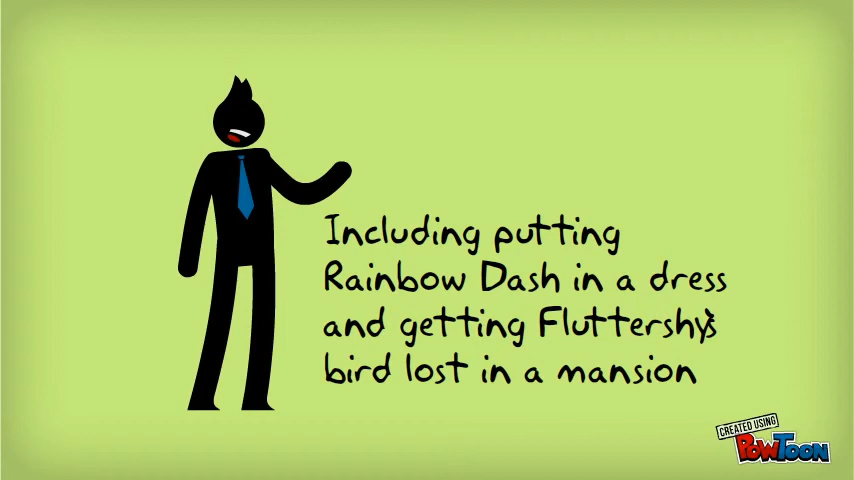 Including putting
Rainbow Dash in a dress
and getting Fluttershy's
bird lost in a mansion
CREATED USING
POWTOON